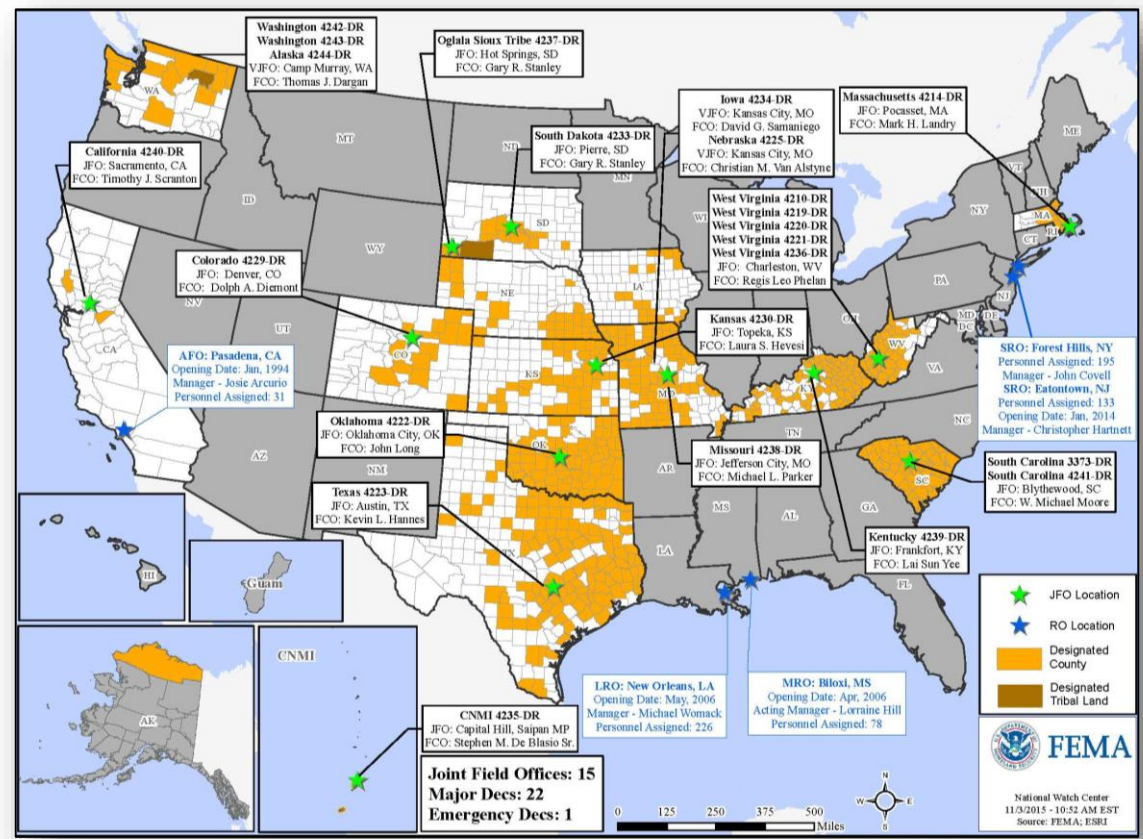 Washington 4242-DR
Washington 4243-DR
Alaska 4244-DR
VJFO: Camp Murray, WA
FCO: Thomas J. Dargan
Oglala Sioux Tribe 4237-DR
JFO: Hot Springs, SD
FCO: Gary R. Stanley
South Dakota 4233-DR
JFO: Pierre, SD
FCO: Gary R. Stanley
Iowa 4234-DR
VJFO: Kansas City, MO
FCO: David G. Samaniego
Nebraska 4225-DR
VJFO: Kansas City, MO
FCO: Christian M. Van Alstyne
Massachusetts 4214-DR
JFO: Pocasset, MA
FCO: Mark H. Landry
California 4240-DR
JFO: Sacramento, CA
FCO: Timothy J. Scranton
West Virginia 4210-DR
West Virginia 4219-DR
West Virginia 4220-DR
West Virginia 4221-DR
West Virginia 4236-DR
JFO: Charleston, WV
FCO: Regis Leo Phelan
Colorado 4229-DR
JFO: Denver, CO
FCO: Dolph A. Diemont
Kansas 4230-DR
JFO: Topeka, KS
FCO: Laura S. Hevesi
AFO: Pasadena, CA
Opening Date: Jan, 1994
Manager - Josie Arcurio
Personnel Assigned: 31
SRO: Forest Hills, NY
Personnel Assigned: 195
Manager - John Covell
SRO: Eatontown, NJ
Personnel Assigned: 133
Opening Date: Jan, 2014
Manager - Christopher Hartnett
Oklahoma 4222-DR
JFO: Oklahoma City, OK
FCO: John Long
Missouri 4238-DR
JFO: Jefferson City, MO
FCO: Michael L. Parker
South Carolina 3373-DR
South Carolina 4241-DR
JFO: Blythewood, SC
FCO: W. Michael Moore
Texas 4223-DR
JFO: Austin, TX
FCO: Kevin L. Hannes
Kentucky 4239-DR
JFO: Frankfort, KY
FCO: Lai Sun Yee
LRO: New Orleans, LA
Opening Date: May, 2006
Manager - Michael Womack
Personnel Assigned: 226
MRO: Biloxi, MS
Opening Date: Apr, 2006
Acting Manager - Lorraine Hill
Personnel Assigned: 78
CNMI 4235-DR
JFO: Capital Hill, Saipan MP
FCO: Stephen M. De Blasio Sr.
Joint Field Offices: 15
Major Decs: 22
Emergency Decs: 1
WA
MT
ND
MN
ME
VT
NH
MA
RI
CT
NY
ID
WY
SD
WI
PA
NJ
NV
UT
CO
NE
IA
OH
MD
DE
DC
WV
VA
CA
KS
MO
KY
NC
TN
AZ
NM
OK
AR
SC
GA
AL
MS
LA
TX
FL
HI
Guam
AK
CNMI
JFO Location
RO Location
Designated
County
Designated
Tribal Land
FEMA
National Watch Center
11/3/2015 - 10:52 AM EST
Source: FEMA; ESRI
N
W
E
S
0
125
250
375
500
Miles